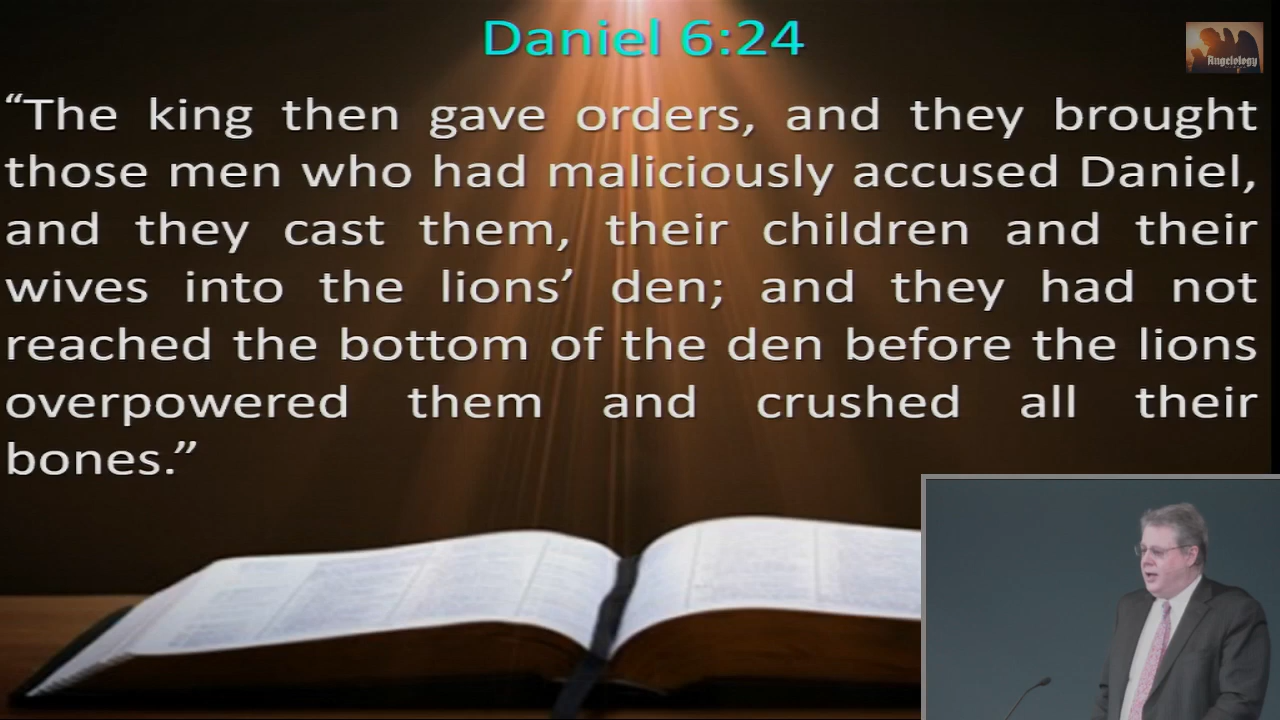 Daniel 6:24
Angelology
“The king then gave orders, and they brought
those men who had maliciously accused Daniel,
and they cast them, their children and their
wives into the lions’ den; and they had not
reached the bottom of the den before the lions
overpowered them and crushed all their
bones.”